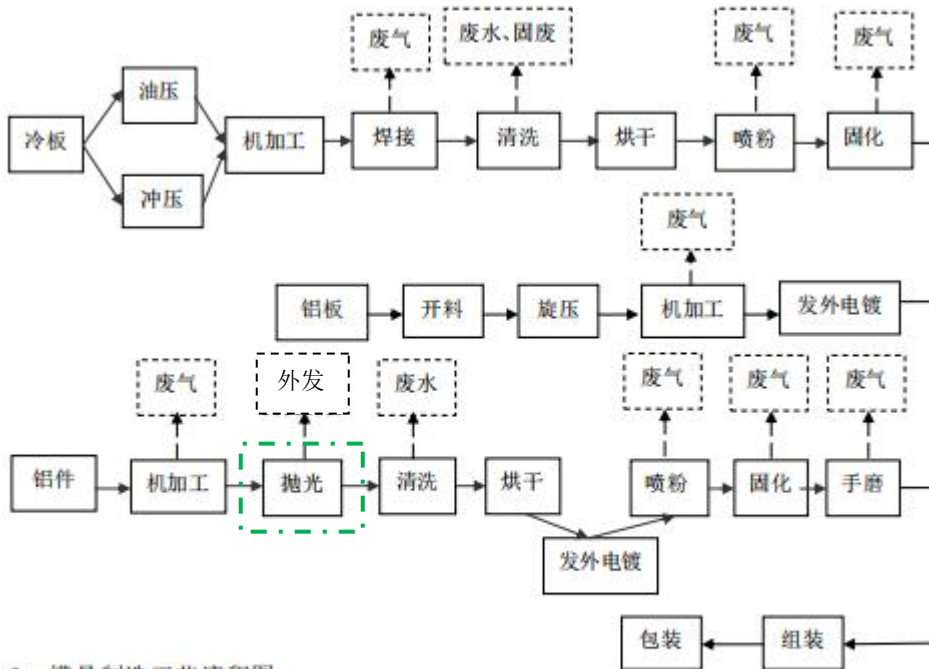 废气
废水、固废
废气
废气
冷板
油压
冲压
机加工
焊接
清洗
烘干
喷粉
固化
废气
铝板
开料
旋压
机加工
发外电镀
废气
外发
废水
废气
废气
废气
铝件
机加工
抛光
清洗
烘干
喷粉
固化
手磨
发外电镀
包装
组装